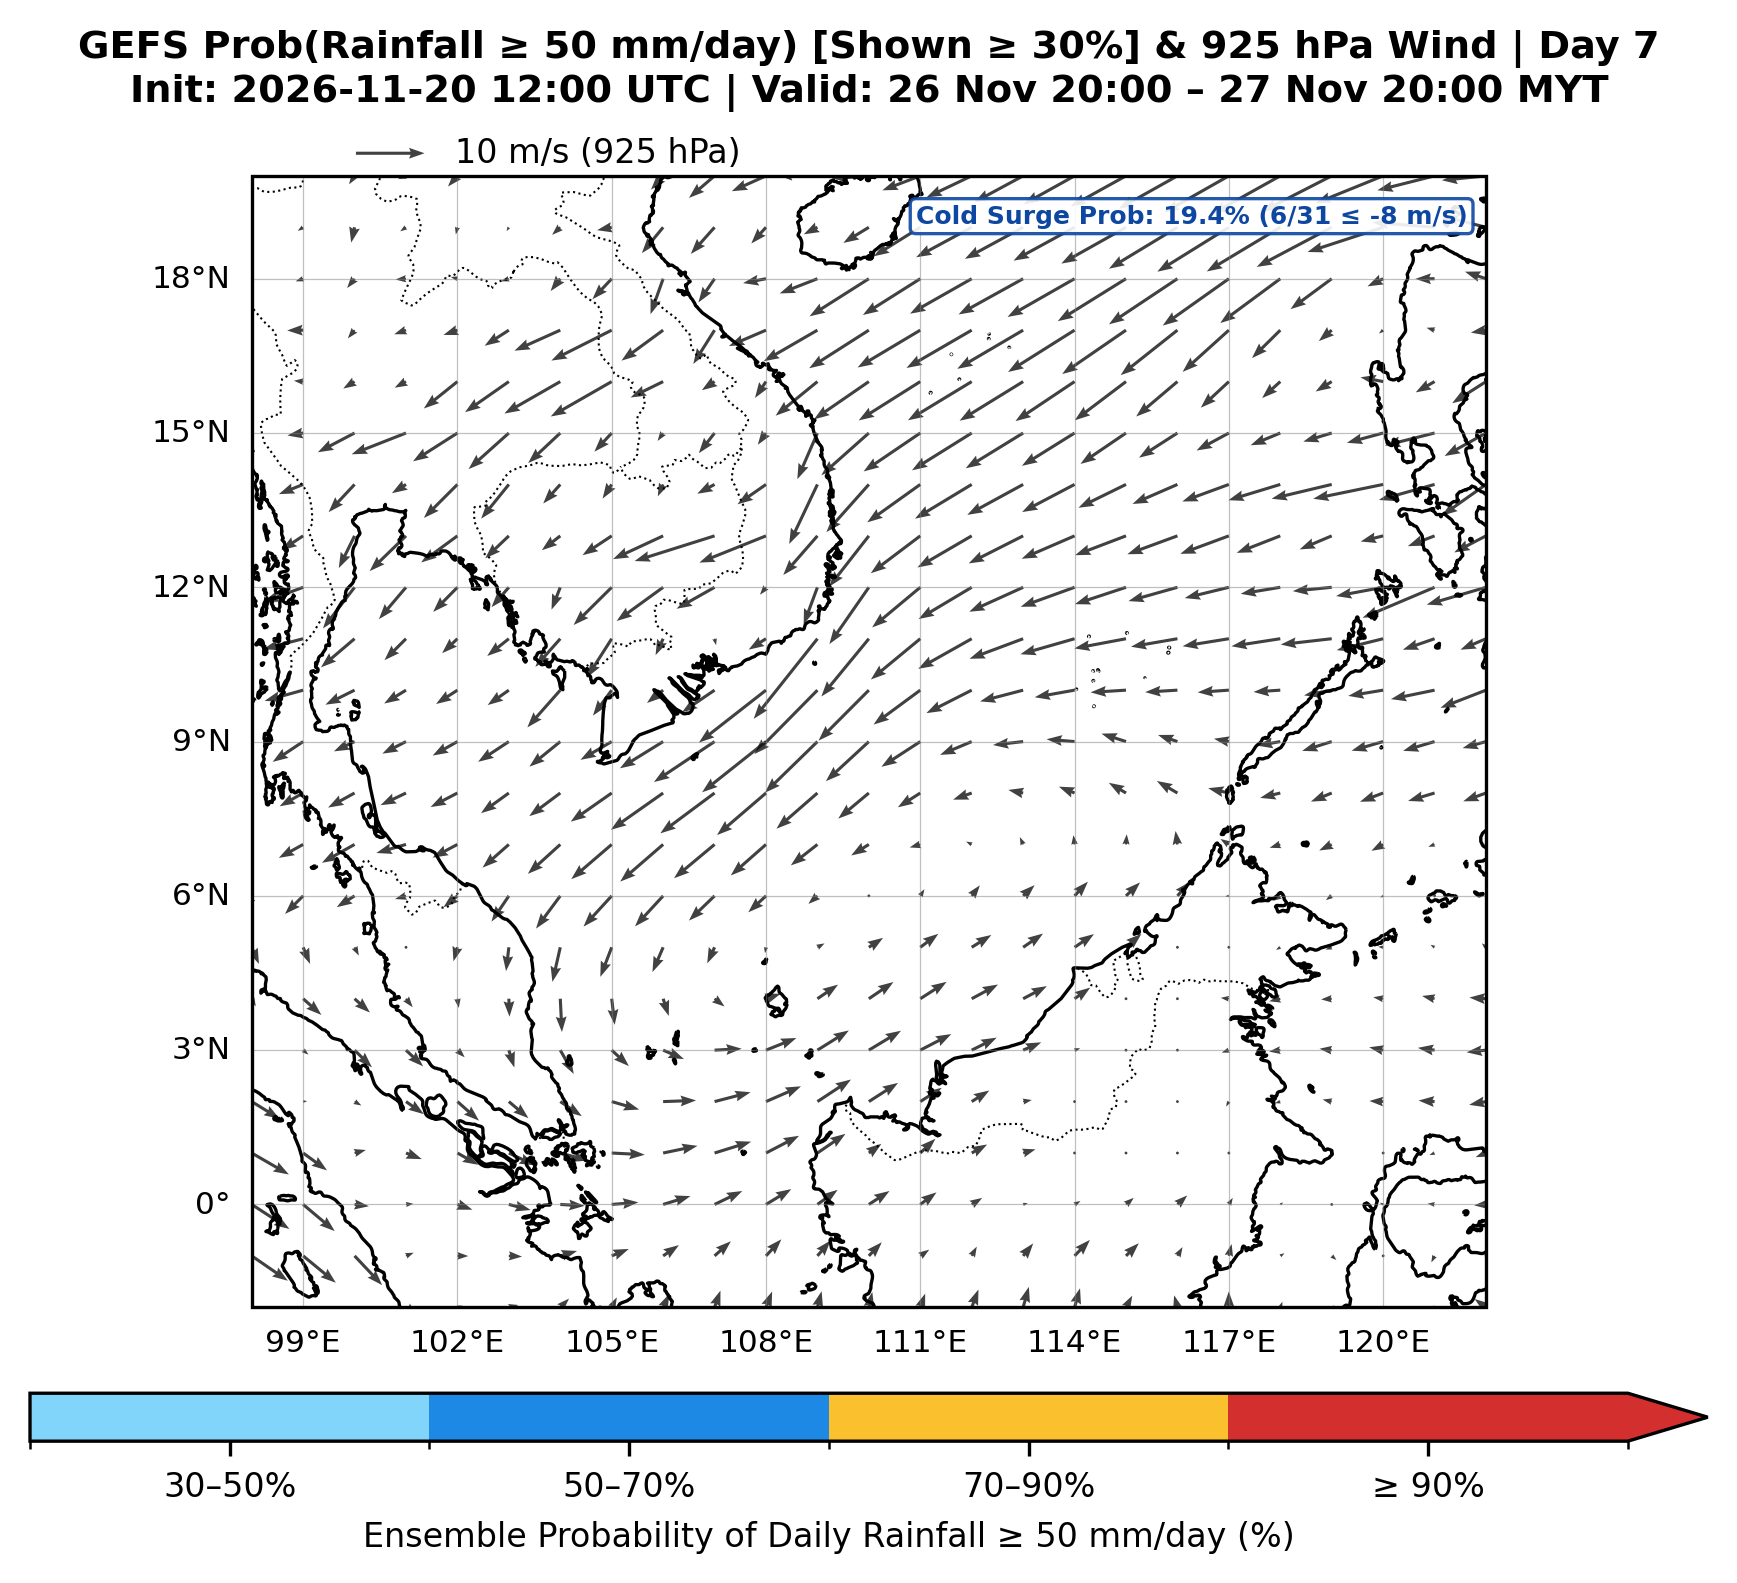 GEFS Prob(Rainfall ≥ 50 mm/day) [Shown ≥ 30%] & 925 hPa Wind | Day 7
Init: 2026-11-20 12:00 UTC | Valid: 26 Nov 20:00 – 27 Nov 20:00 MYT
10 m/s (925 hPa)
Cold Surge Prob: 19.4% (6/31 ≤ -8 m/s)
18°N
15°N
12°N
9°N
6°N
3°N
0°
99°E 102°E 105°E 108°E 111°E 114°E 117°E 120°E
30–50% 50–70% 70–90% ≥ 90%
Ensemble Probability of Daily Rainfall ≥ 50 mm/day (%)